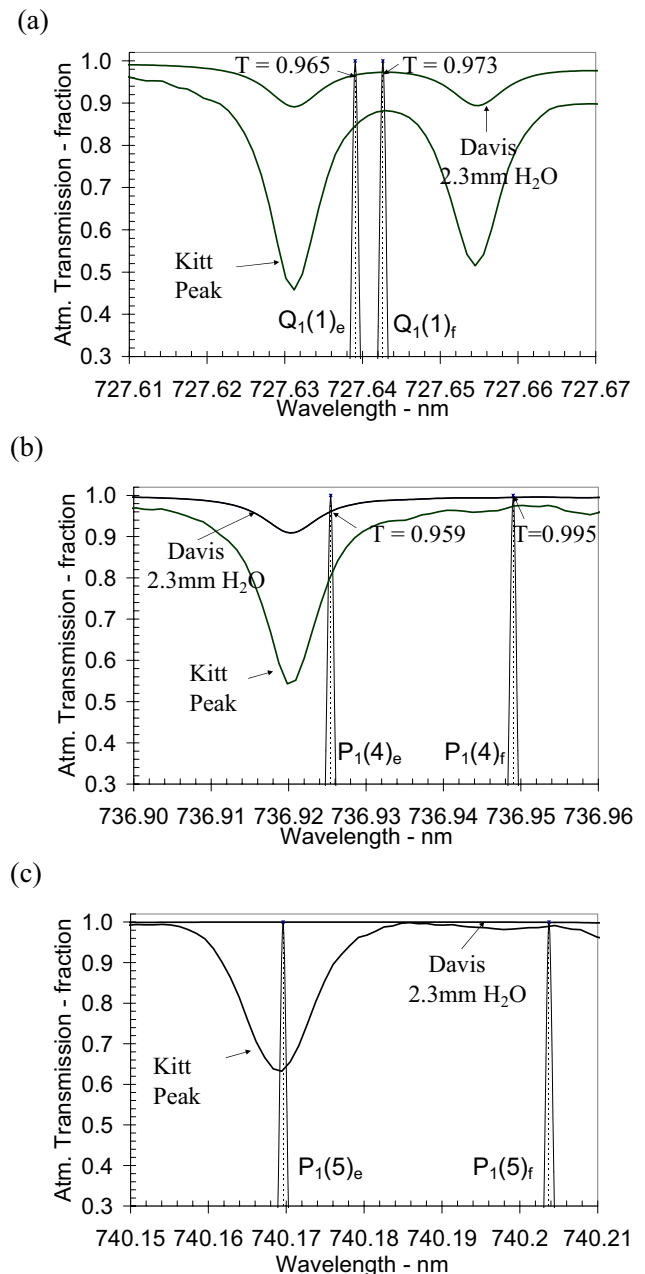 (a)
Atm. Transmission - fraction
1.0
0.9
0.8
0.7
0.6
0.5
0.4
0.3
T = 0.965
T = 0.973
Davis
2.3mm H₂O
Kitt
Peak
Q₁(1)ₑ
Q₁(1)f
727.61 727.62 727.63 727.64 727.65 727.66 727.67
Wavelength - nm
(b)
Atm. Transmission - fraction
1.0
0.9
0.8
0.7
0.6
0.5
0.4
0.3
Davis
2.3mm H₂O
T = 0.959
T=0.995
Kitt
Peak
P₁(4)ₑ
P₁(4)f
736.90 736.91 736.92 736.93 736.94 736.95 736.96
Wavelength - nm
(c)
Atm. Transmission - fraction
1.0
0.9
0.8
0.7
0.6
0.5
0.4
0.3
Davis
2.3mm H₂O
Kitt
Peak
P₁(5)ₑ
P₁(5)f
740.15 740.16 740.17 740.18 740.19 740.2 740.21
Wavelength - nm